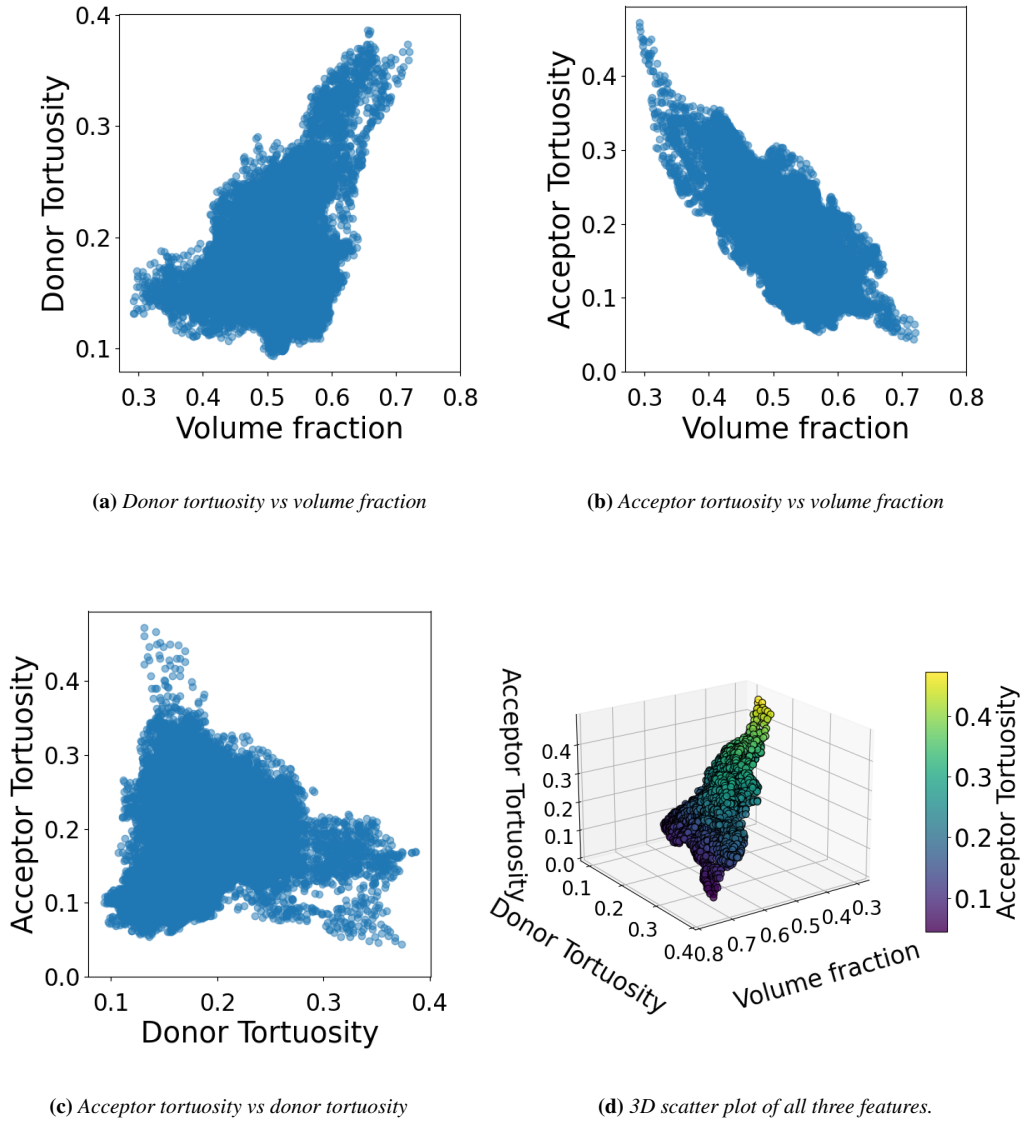 0.4
0.3
0.2
0.1
Donor Tortuosity
0.3 0.4 0.5 0.6 0.7 0.8
Volume fraction
(a) Donor tortuosity vs volume fraction
0.4
0.3
0.2
0.1
0.0
Acceptor Tortuosity
0.3 0.4 0.5 0.6 0.7 0.8
Volume fraction
(b) Acceptor tortuosity vs volume fraction
0.4
0.3
0.2
0.1
0.0
Acceptor Tortuosity
0.1 0.2 0.3 0.4
Donor Tortuosity
(c) Acceptor tortuosity vs donor tortuosity
Acceptor Tortuosity
0.4
0.3
0.2
0.1
0.0
0.1
0.2
0.3
0.4
Donor Tortuosity
0.8 0.7 0.6 0.5 0.4 0.3
Volume fraction
0.4
0.3
0.2
0.1
Acceptor Tortuosity
(d) 3D scatter plot of all three features.